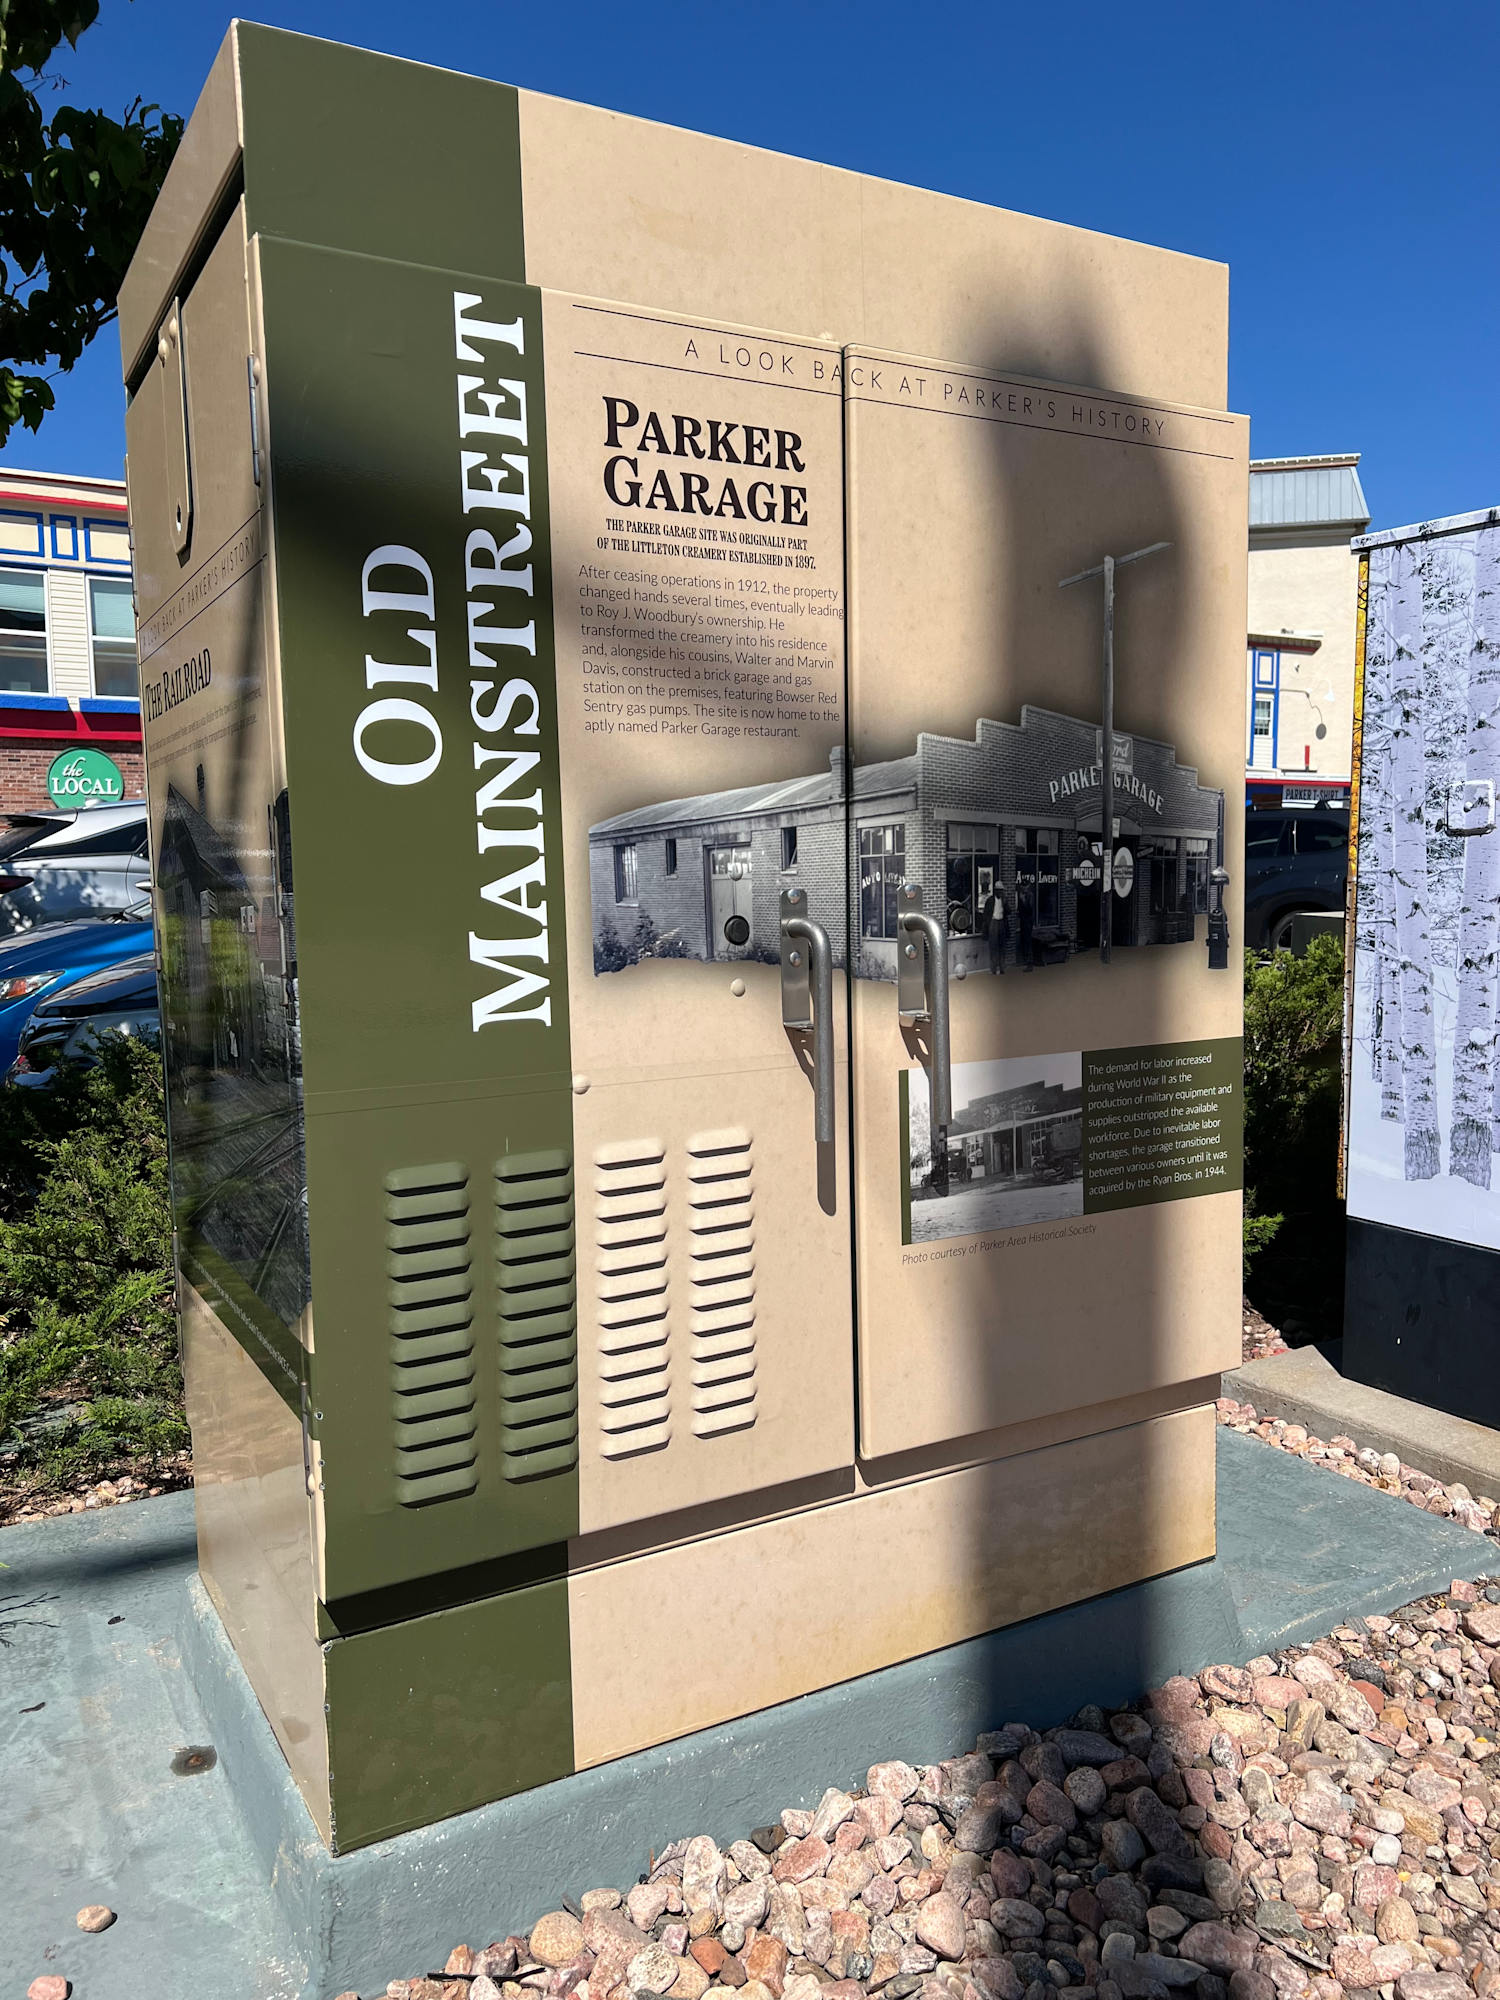 OLD
MAINSTREET
A LOOK BACK AT PARKER'S HISTORY
PARKER
GARAGE
THE PARKER GARAGE SITE WAS ORIGINALLY PART
OF THE LITTLETON CREAMERY ESTABLISHED IN 1897.
After ceasing operations in 1912, the property
changed hands several times, eventually leading
to Roy J. Woodbury's ownership. He
transformed the creamery into his residence
and, alongside his cousins, Walter and Marvin
Davis, constructed a brick garage and gas
station on the premises, featuring Bowser Red
Sentry gas pumps. The site is now home to the
aptly named Parker Garage restaurant.
Ford
PARKER GARAGE
AUTO LIVERY
AUTO LIVERY
MICHELIN
The demand for labor increased
during World War II as the
production of military equipment and
supplies outstripped the available
workforce. Due to inevitable labor
shortages, the garage transitioned
between various owners until it was
acquired by the Ryan Bros. in 1944.
Photo courtesy of Parker Area Historical Society
A LOOK BACK AT PARKER'S HISTORY
THE RAILROAD
the
LOCAL
PARKER T-SHIRT